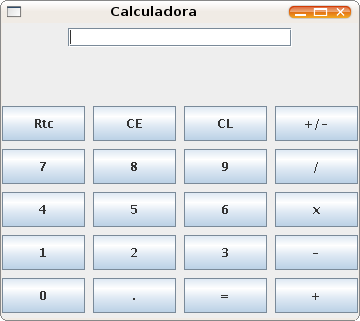 Calculadora
Rtc CE CL +/-
7 8 9 /
4 5 6 x
1 2 3 -
0 . = +